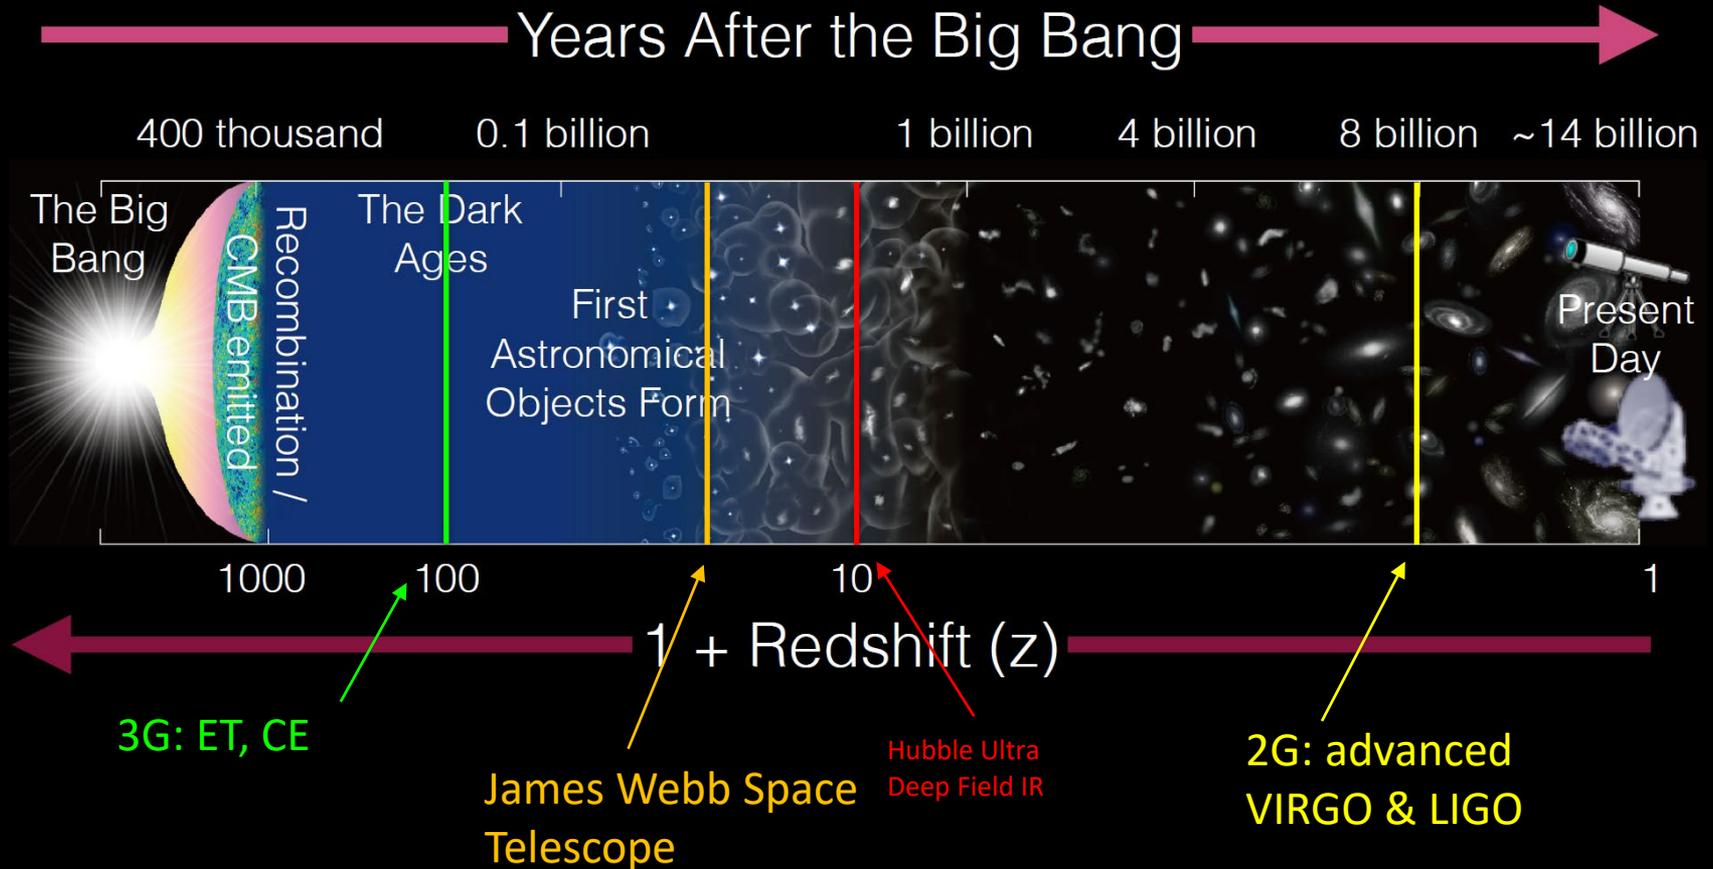 Years After the Big Bang
400 thousand
0.1 billion
1 billion
4 billion
8 billion
~14 billion
The Big
Bang
Recombination /
CMB emitted
The Dark
Ages
First
Astronomical
Objects Form
Present
Day
1000
100
10
1
1 + Redshift (z)
3G: ET, CE
James Webb Space
Telescope
Hubble Ultra
Deep Field IR
2G: advanced
VIRGO & LIGO